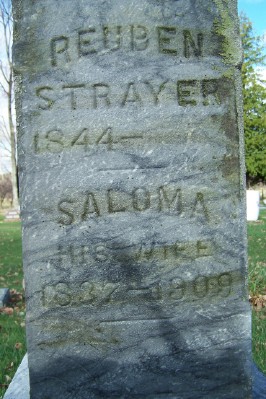 REUBEN
STRAYER
1844–
SALOMA
HIS WIFE
1837–1909